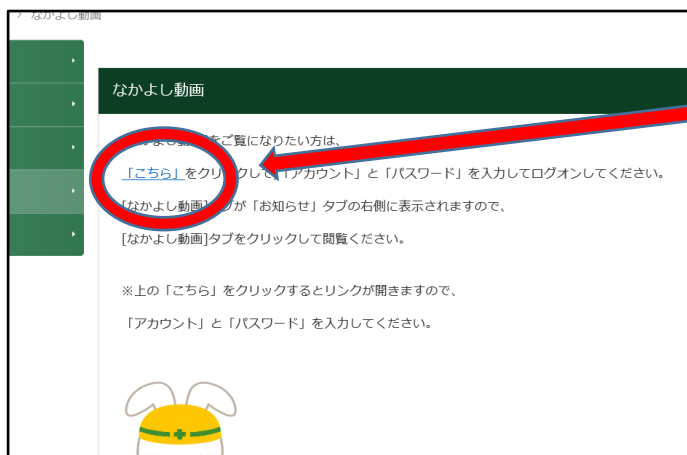 > なかよし動画
なかよし動画
をご覧になりたい方は、
「こちら」をクリックして、「アカウント」と「パスワード」を入力してログオンしてください。
[なかよし動画]タブが「お知らせ」タブの右側に表示されますので、
[なかよし動画]タブをクリックして閲覧ください。
※上の「こちら」をクリックするとリンクが開きますので、
「アカウント」と「パスワード」を入力してください。